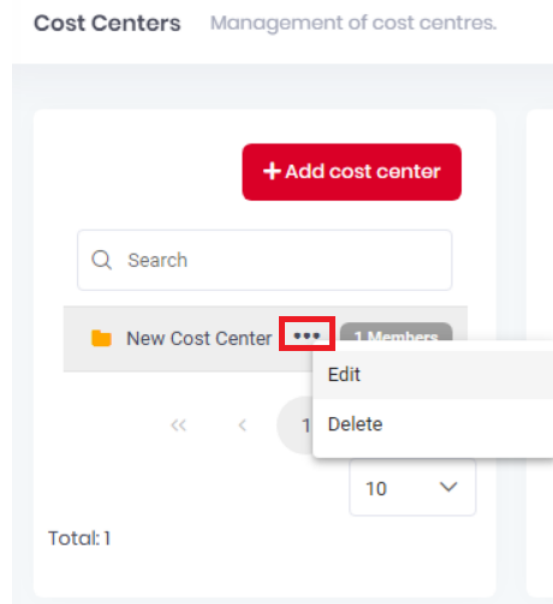 Cost Centers Management of cost centres.
+ Add cost center
Search
New Cost Center ••• 1 Members
Edit
« < 1
Delete
10
Total: 1